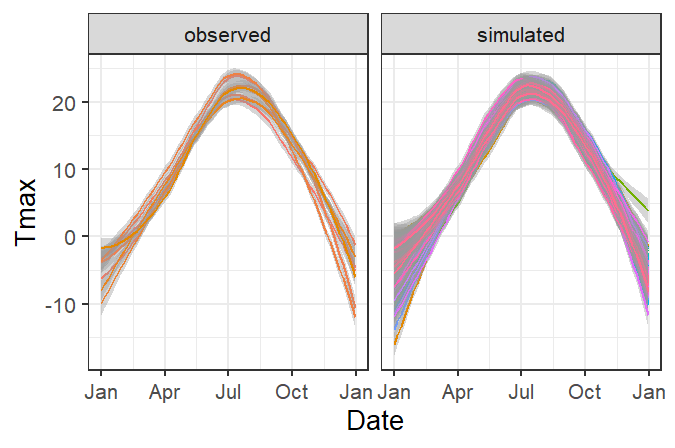 observed simulated
Tmax
20
10
0
-10
Jan Apr Jul Oct Jan Jan Apr Jul Oct Jan
Date